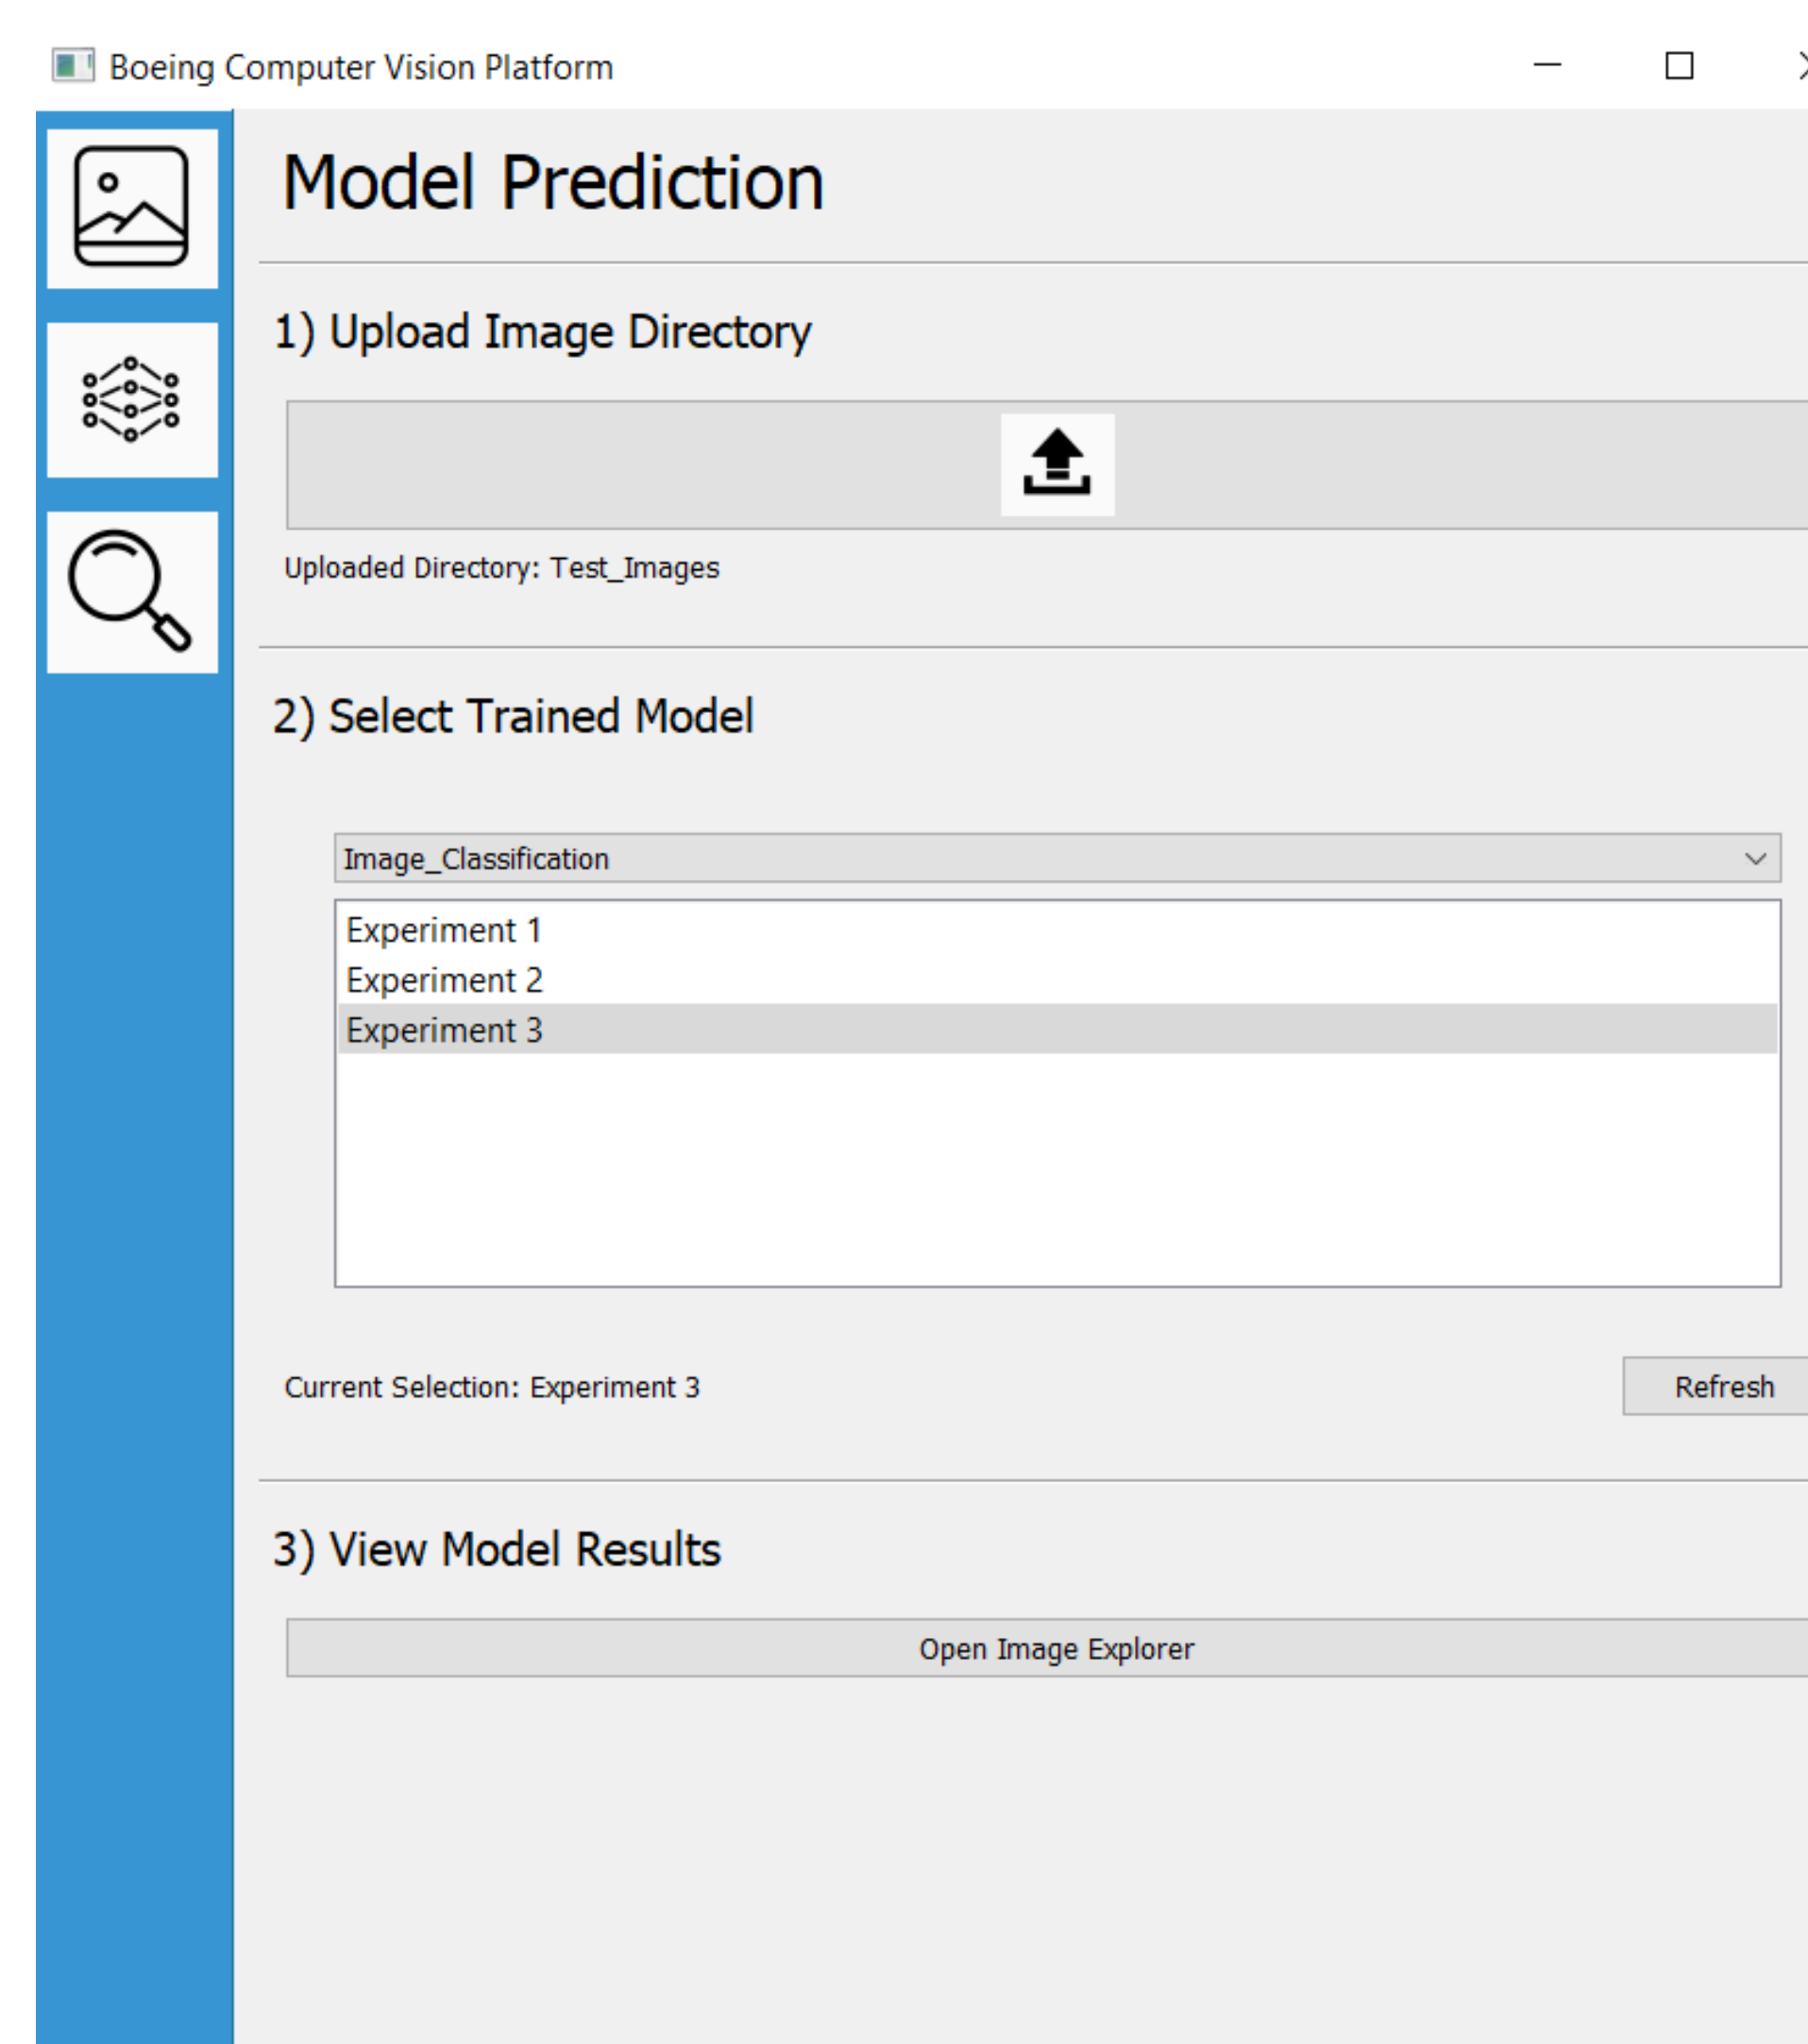 Boeing Computer Vision Platform
Model Prediction
1) Upload Image Directory
Uploaded Directory: Test_Images
2) Select Trained Model
Image_Classification
Experiment 1
Experiment 2
Experiment 3
Current Selection: Experiment 3
Refresh
3) View Model Results
Open Image Explorer